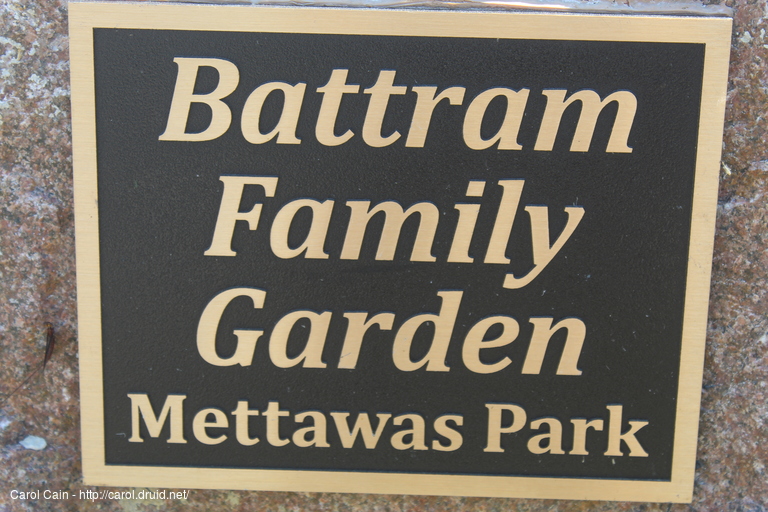 Battram
Family
Garden
Mettawas Park
Carol Cain - http://carol.druid.net/